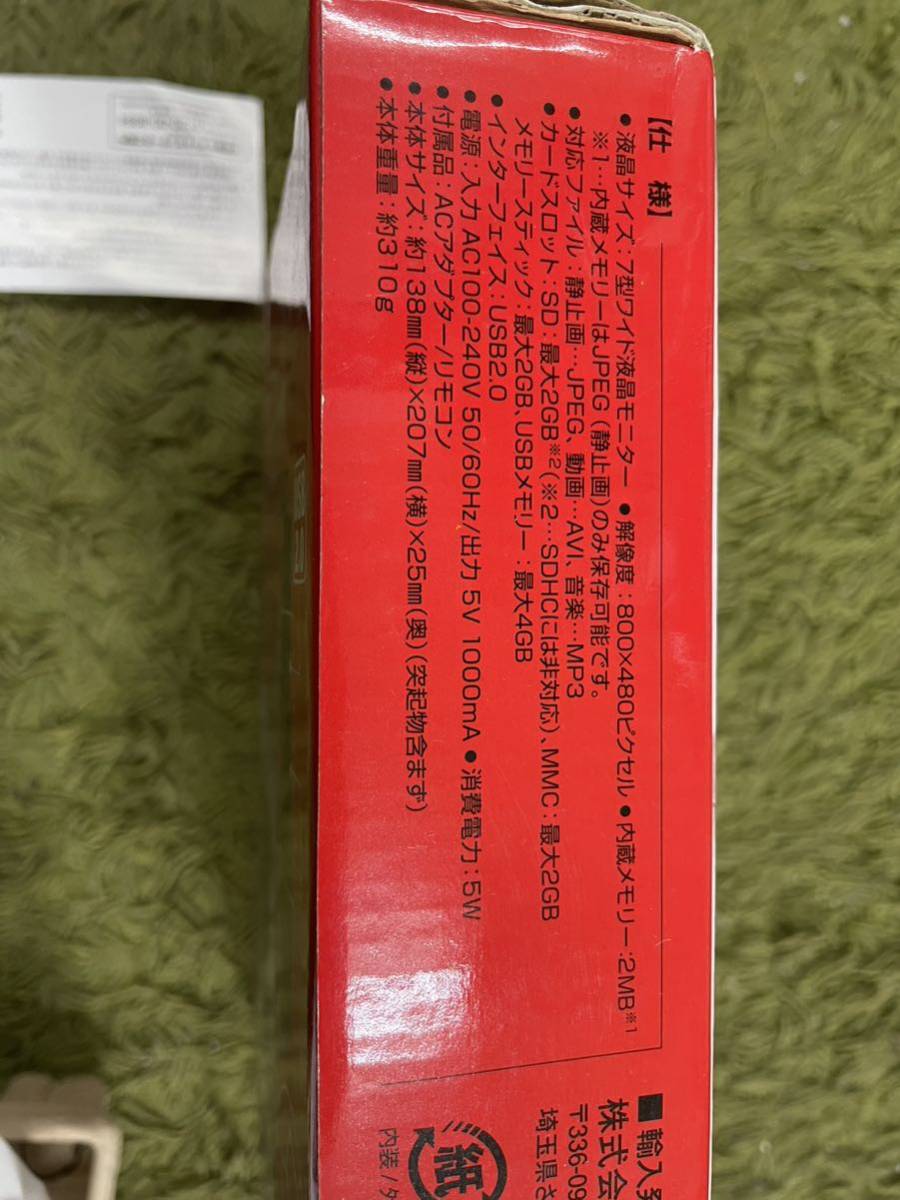 【仕　様】
●液晶サイズ：7型ワイド液晶モニター ●解像度：800×480ピクセル ●内蔵メモリー：2MB※1
※1…内蔵メモリーはJPEG（静止画）のみ保存可能です。
●対応ファイル：静止画…JPEG、動画…AVI、音楽…MP3
●カードスロット：SD：最大2GB※2（※2…SDHCには非対応）、MMC：最大2GB
メモリースティック：最大2GB、USBメモリー：最大4GB
●インターフェイス：USB2.0
●電源：入力 AC100-240V 50/60Hz/出力 5V 1000mA ●消費電力：5W
●付属品：ACアダプター/リモコン
●本体サイズ：約138㎜（縦）×207㎜（横）×25㎜（奥）（突起物含まず）
●本体重量：約310g
■輸入発
株式会
〒336-09
埼玉県さ
紙
内装/